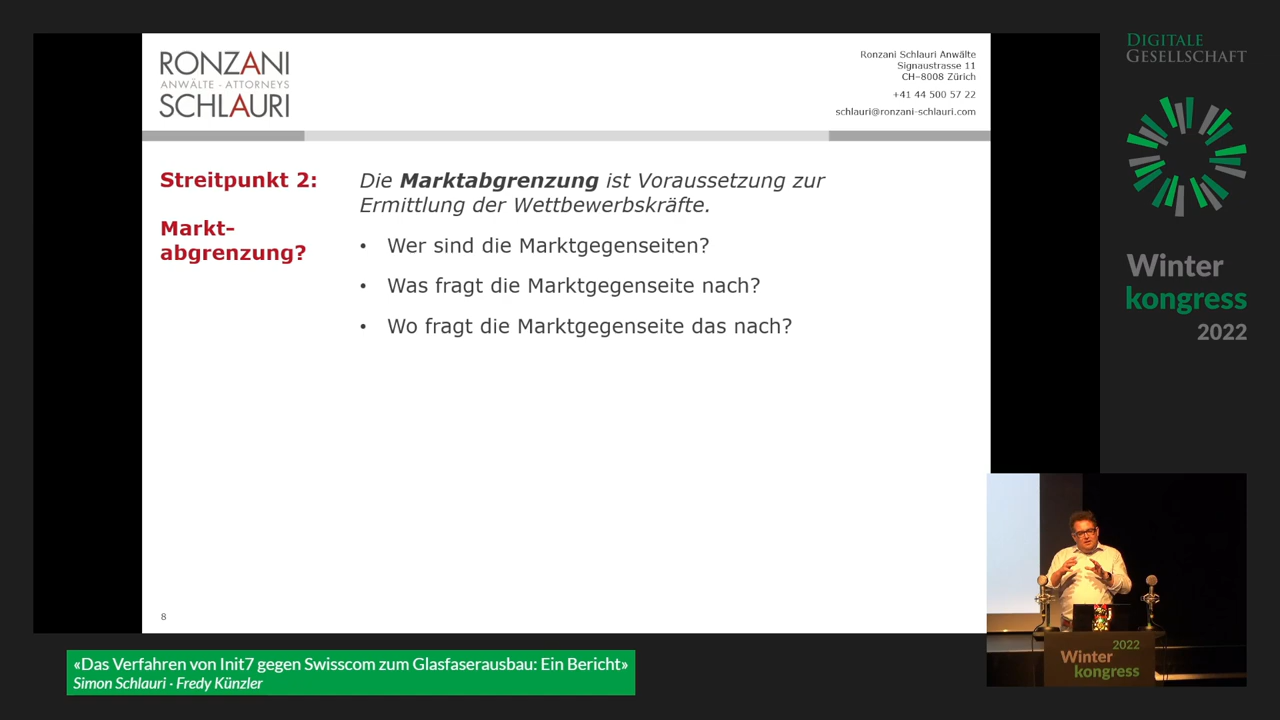 RONZANI
ANWÄLTE · ATTORNEYS
SCHLAURI
Ronzani Schlauri Anwälte
Signaustrasse 11
CH–8008 Zürich
+41 44 500 57 22
schlauri@ronzani-schlauri.com
Streitpunkt 2:
Markt-
abgrenzung?
Die Marktabgrenzung ist Voraussetzung zur
Ermittlung der Wettbewerbskräfte.
• Wer sind die Marktgegenseiten?
• Was fragt die Marktgegenseite nach?
• Wo fragt die Marktgegenseite das nach?
8
DIGITALE
GESELLSCHAFT
Winter
kongress
2022
2022
Winter
kongress
«Das Verfahren von Init7 gegen Swisscom zum Glasfaserausbau: Ein Bericht»
Simon Schlauri · Fredy Künzler